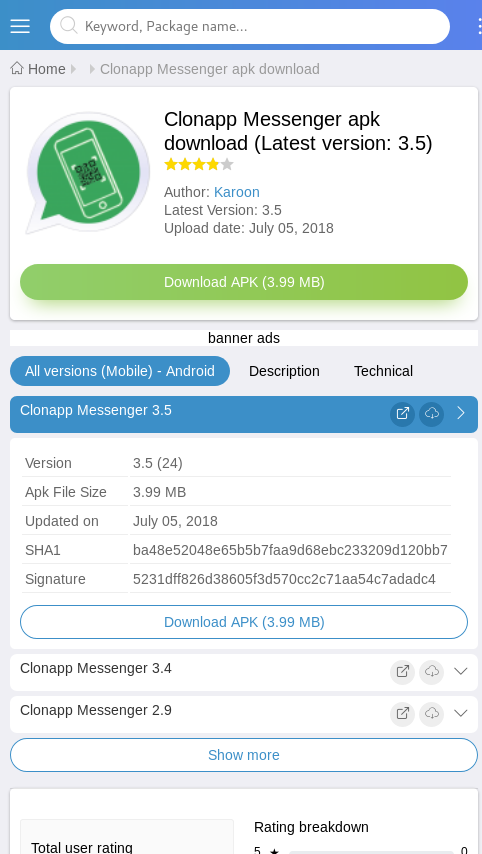 Keyword, Package name...
Home Clonapp Messenger apk download
Clonapp Messenger apk
download (Latest version: 3.5)
Author: Karoon
Latest Version: 3.5
Upload date: July 05, 2018
Download APK (3.99 MB)
banner ads
All versions (Mobile) - Android Description Technical
Clonapp Messenger 3.5
Version 3.5 (24)
Apk File Size 3.99 MB
Updated on July 05, 2018
SHA1 ba48e52048e65b5b7faa9d68ebc233209d120bb7
Signature 5231dff826d38605f3d570cc2c71aa54c7adadc4
Download APK (3.99 MB)
Clonapp Messenger 3.4
Clonapp Messenger 2.9
Show more
Rating breakdown
Total user rating
5 ★ 0